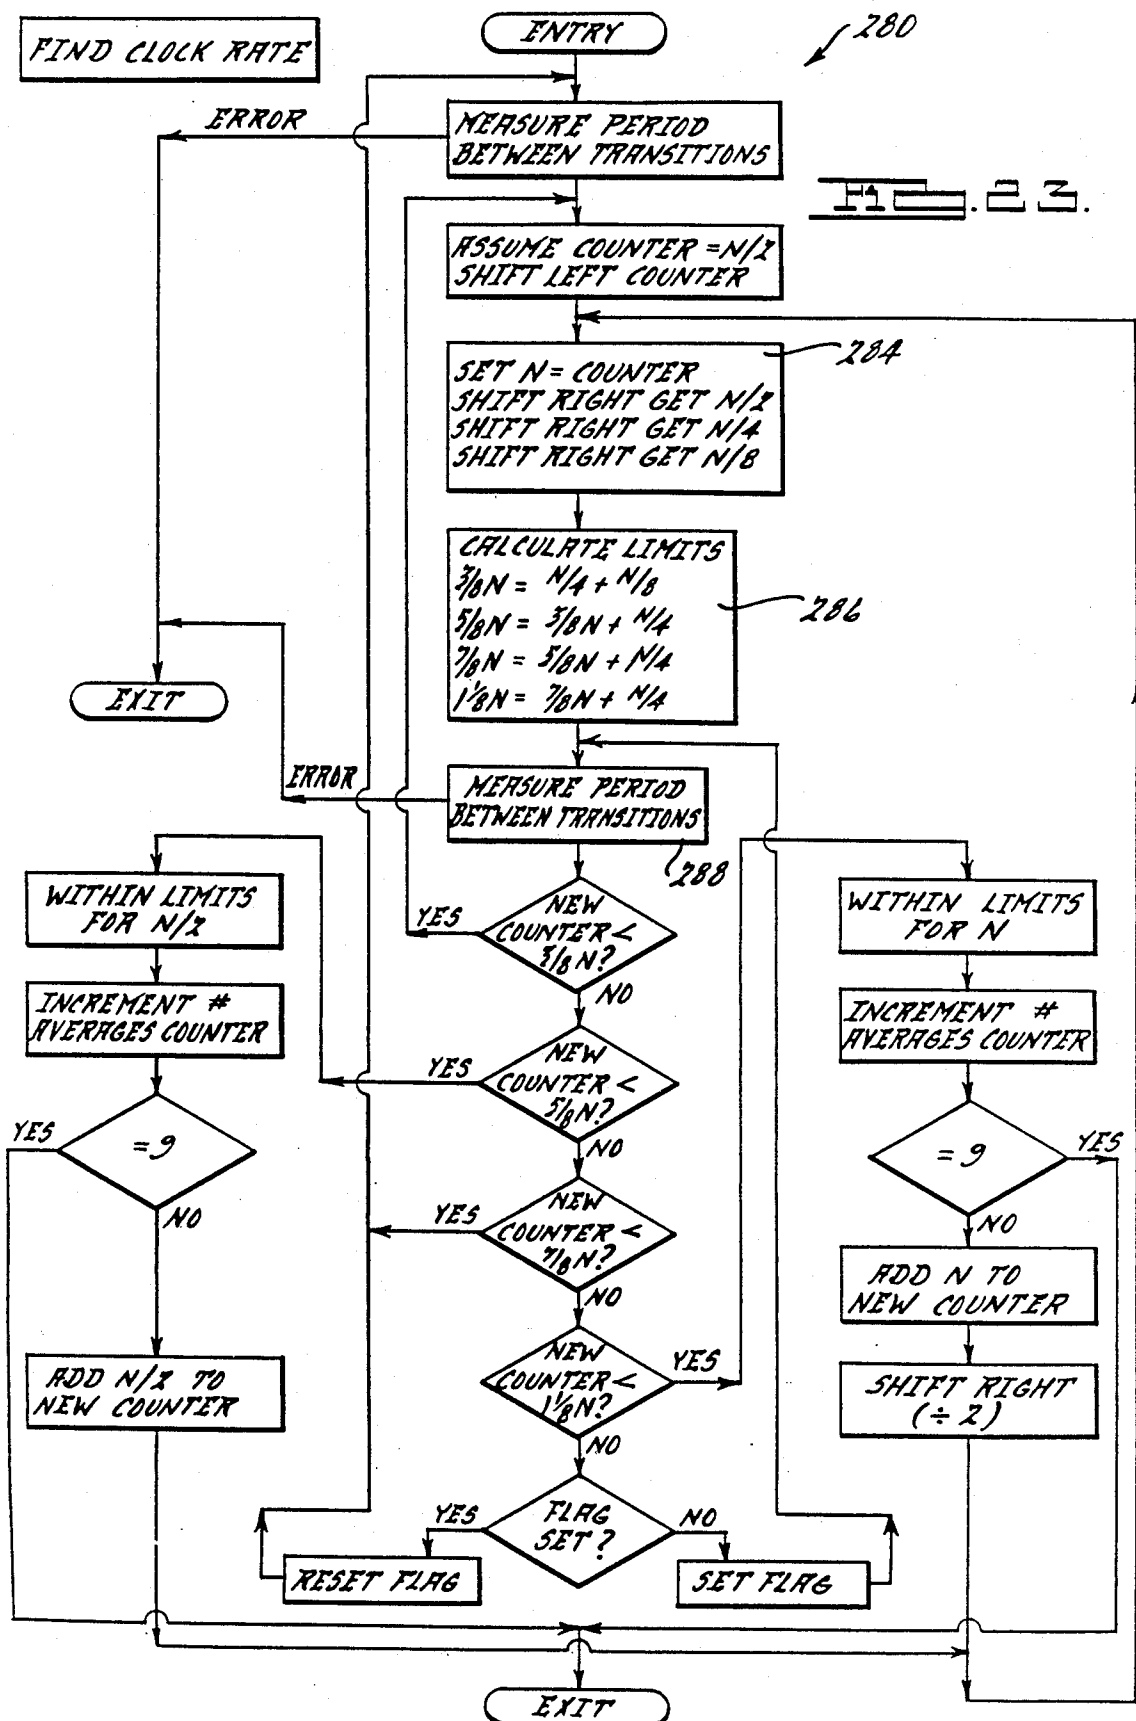 FIND CLOCK RATE
ENTRY
280
ERROR
MEASURE PERIOD
BETWEEN TRANSITIONS
FIG. 23.
ASSUME COUNTER = N/2
SHIFT LEFT COUNTER
284
SET N = COUNTER
SHIFT RIGHT GET N/2
SHIFT RIGHT GET N/4
SHIFT RIGHT GET N/8
CALCULATE LIMITS
3/8N = N/4 + N/8
5/8N = 3/8N + N/4
7/8N = 5/8N + N/4
1 1/8N = 7/8N + N/4
286
EXIT
ERROR
MEASURE PERIOD
BETWEEN TRANSITIONS
288
WITHIN LIMITS
FOR N/2
INCREMENT #
AVERAGES COUNTER
YES
= 9
NO
ADD N/2 TO
NEW COUNTER
YES
NEW
COUNTER <
3/8N?
NO
YES
NEW
COUNTER <
5/8N?
NO
YES
NEW
COUNTER <
7/8N?
NO
NEW
COUNTER <
1 1/8N?
YES
NO
WITHIN LIMITS
FOR N
INCREMENT #
AVERAGES COUNTER
= 9
YES
NO
ADD N TO
NEW COUNTER
SHIFT RIGHT
(÷ 2)
YES
FLAG
SET?
NO
RESET FLAG
SET FLAG
EXIT